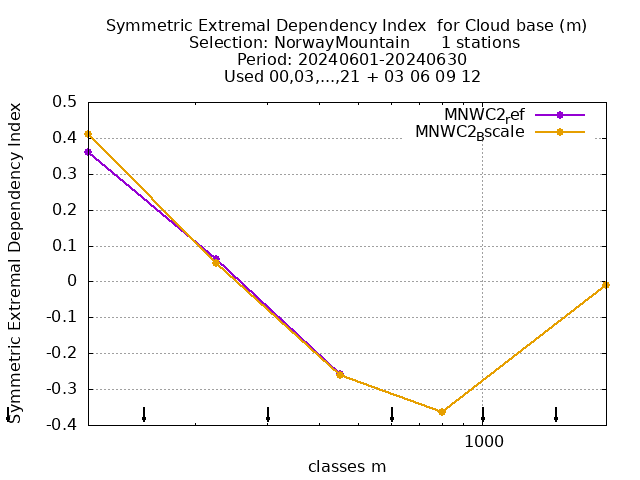 Symmetric Extremal Dependency Index  for Cloud base (m)
Selection: NorwayMountain      1 stations
Period: 20240601-20240630
Used 00,03,...,21 + 03 06 09 12
Symmetric Extremal Dependency Index
0.5
0.4
0.3
0.2
0.1
0
-0.1
-0.2
-0.3
-0.4
MNWC2ref
MNWC2Bscale
1000
classes m